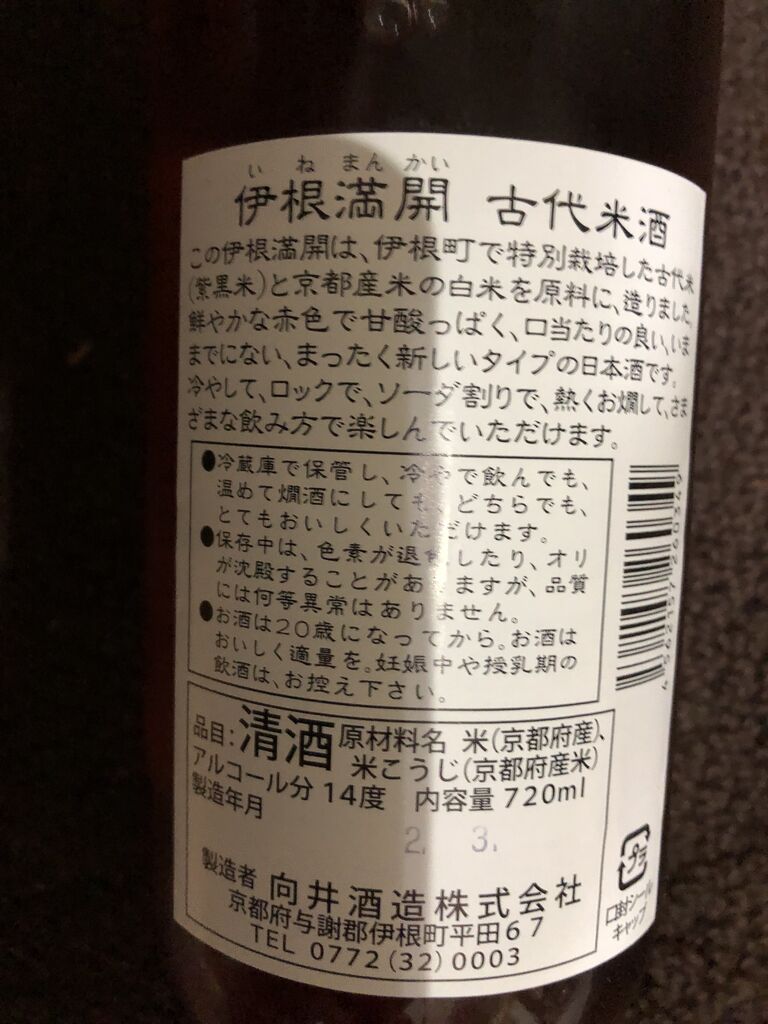 いねまんかい
伊根満開 古代米酒
この伊根満開は、伊根町で特別栽培した古代米
(紫黒米)と京都産米の白米を原料に、造りました。
鮮やかな赤色で甘酸っぱく、口当たりの良い、いま
までにない、まったく新しいタイプの日本酒です。
冷やして、ロックで、ソーダ割りで、熱くお燗して、さま
ざまな飲み方で楽しんでいただけます。
●冷蔵庫で保管し、冷やで飲んでも、
温めて燗酒にしても、どちらでも、
とてもおいしくいただけます。
●保存中は、色素が退色したり、オリ
が沈殿することがありますが、品質
には何等異常はありません。
●お酒は20歳になってから。お酒は
おいしく適量を。妊娠中や授乳期の
飲酒は、お控え下さい。
品目:清酒 原材料名 米(京都府産)、
米こうじ(京都府産米)
アルコール分 14度 内容量 720ml
製造年月
2. 3.
製造者 向井酒造株式会社
京都府与謝郡伊根町平田67
TEL 0772(32)0003
プラ
口封シール
キャップ